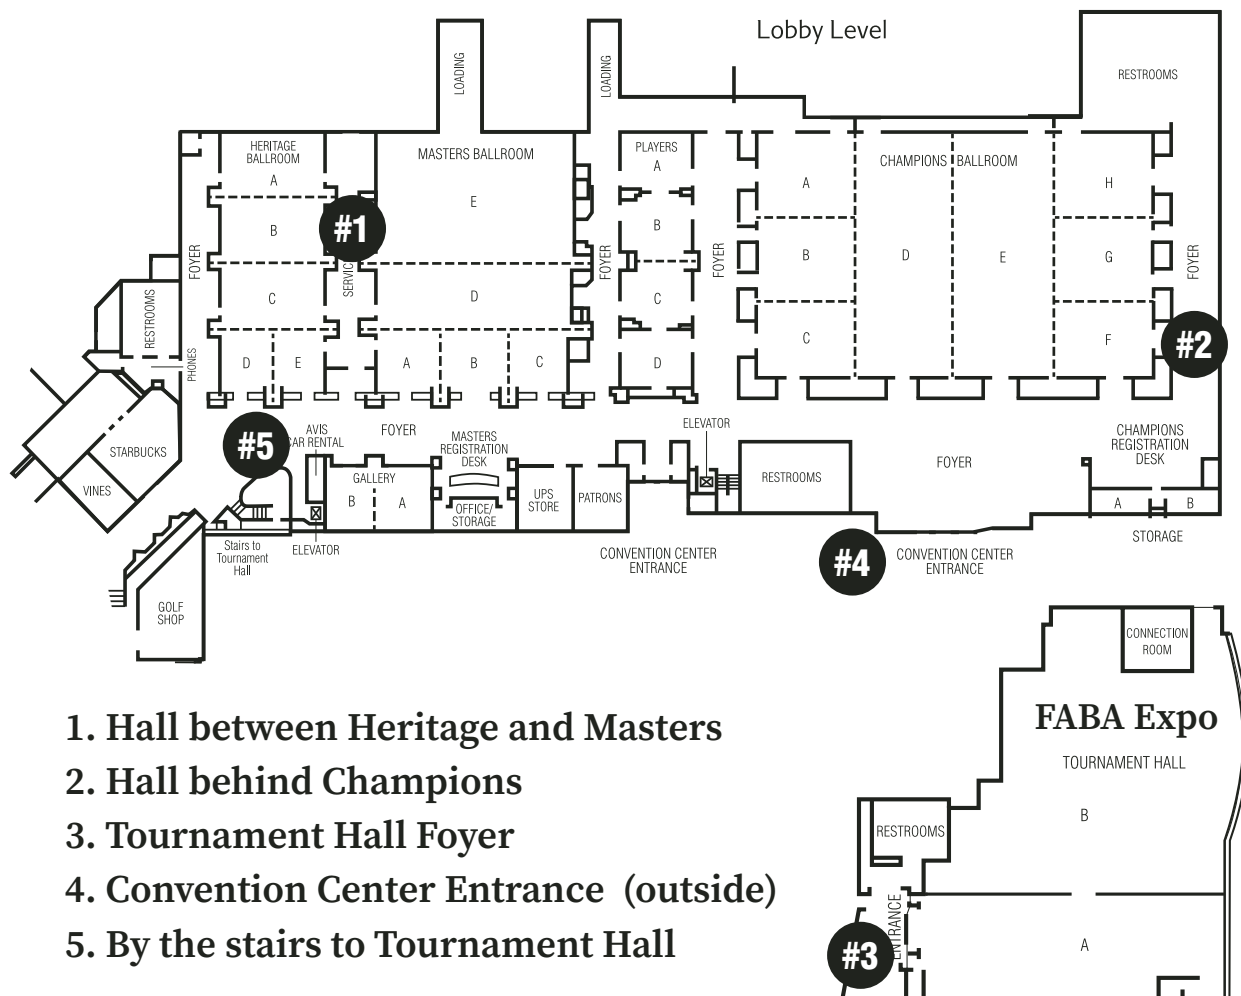 Lobby Level
LOADING
LOADING
RESTROOMS
HERITAGE
BALLROOM
A
B
C
D
E
MASTERS BALLROOM
E
D
A
B
C
PLAYERS
A
B
C
D
CHAMPIONS BALLROOM
A
B
C
D
E
H
G
F
#1
SERVIC
FOYER
FOYER
FOYER
FOYER
#2
RESTROOMS
PHONES
STARBUCKS
VINES
#5
AVIS
CAR RENTAL
FOYER
MASTERS
REGISTRATION
DESK
GALLERY
B
A
OFFICE/
STORAGE
UPS
STORE
PATRONS
ELEVATOR
RESTROOMS
FOYER
CHAMPIONS
REGISTRATION
DESK
A
B
STORAGE
Stairs to
Tournament
Hall
ELEVATOR
CONVENTION CENTER
ENTRANCE
#4
CONVENTION CENTER
ENTRANCE
GOLF
SHOP
CONNECTION
ROOM
FABA Expo
TOURNAMENT HALL
B
RESTROOMS
ENTRANCE
#3
A
1. Hall between Heritage and Masters
2. Hall behind Champions
3. Tournament Hall Foyer
4. Convention Center Entrance (outside)
5. By the stairs to Tournament Hall